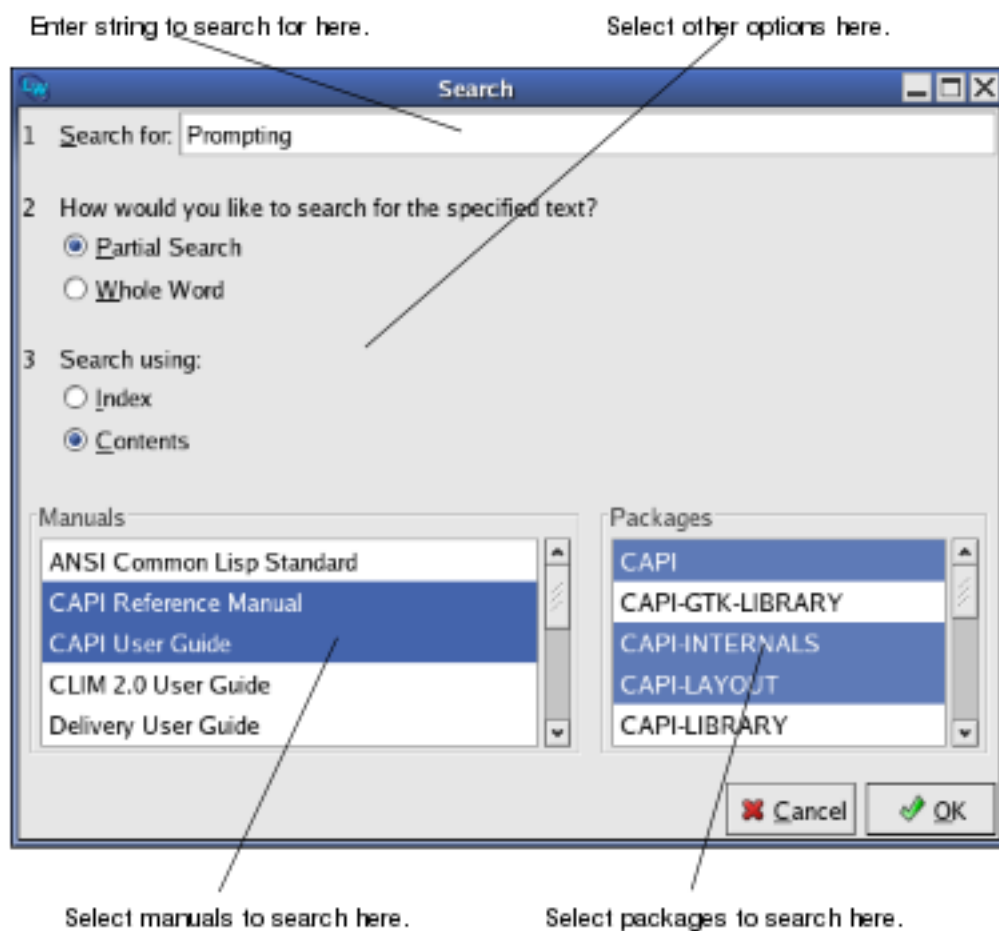 Enter string to search for here.
Select other options here.
LW
Search
1 Search for: Prompting
2 How would you like to search for the specified text?
Partial Search
Whole Word
3 Search using:
Index
Contents
Manuals
ANSI Common Lisp Standard
CAPI Reference Manual
CAPI User Guide
CLIM 2.0 User Guide
Delivery User Guide
Packages
CAPI
CAPI-GTK-LIBRARY
CAPI-INTERNALS
CAPI-LAYOUT
CAPI-LIBRARY
Cancel
OK
Select manuals to search here.
Select packages to search here.